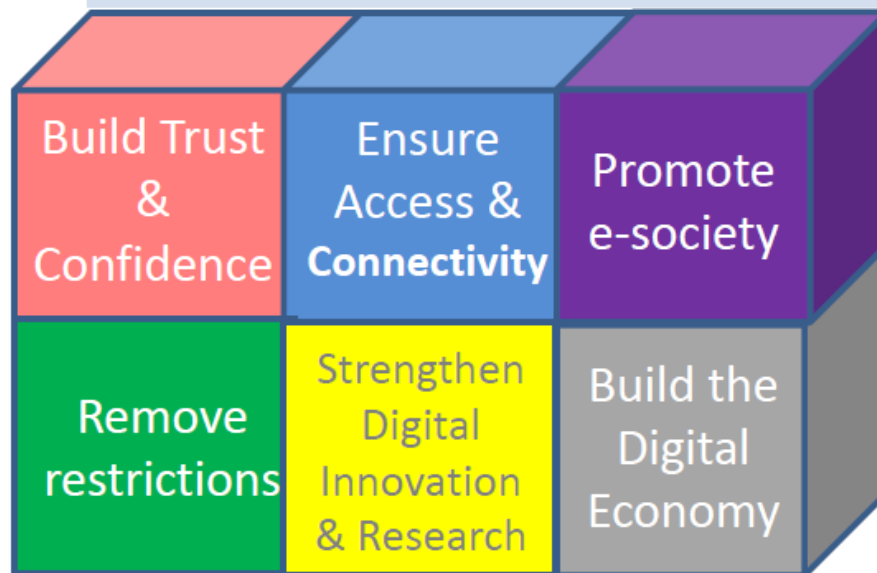 Build Trust
&
Confidence
Ensure
Access &
Connectivity
Promote
e-society
Remove
restrictions
Strengthen
Digital
Innovation
& Research
Build the
Digital
Economy